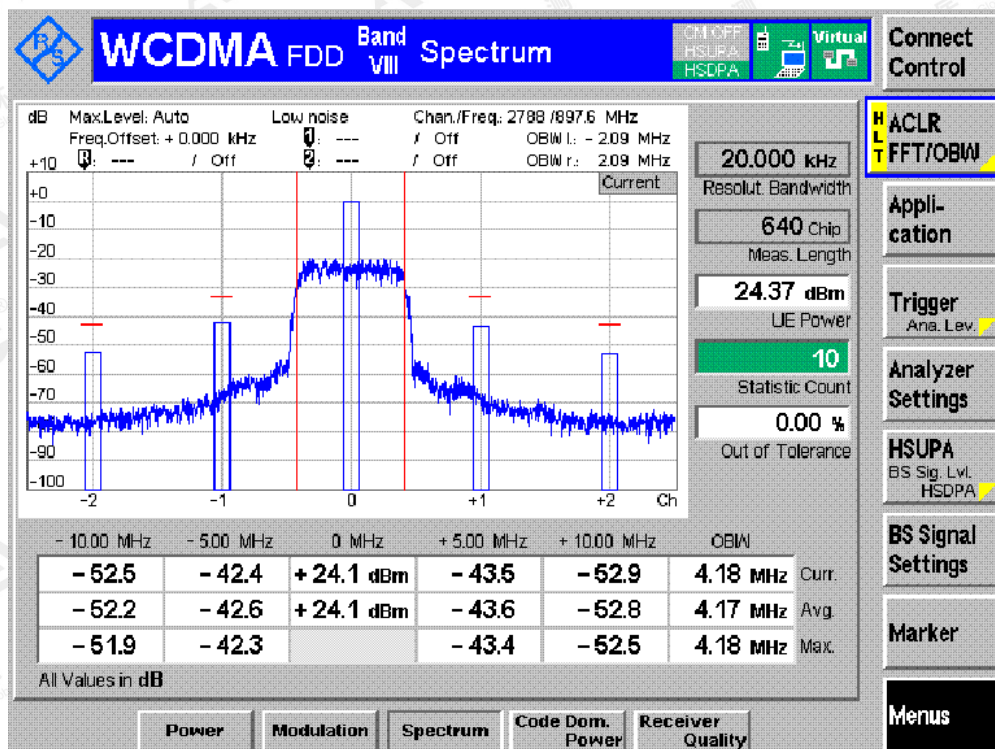 R&S
WCDMA FDD Band VIII Spectrum
CM OFF
HSUPA
HSDPA
Virtual
Connect
Control
dB Max.Level: Auto Low noise Chan./Freq.: 2788 /897.6 MHz
Freq.Offset: + 0.000 kHz 1: --- / Off OBW l.: - 2.09 MHz
+10 R: --- / Off 2: --- / Off OBW r.: 2.09 MHz
Current
+0
-10
-20
-30
-40
-50
-60
-70
-90
-100
-2 -1 0 +1 +2 Ch
20.000 kHz
Resolut. Bandwidth
640 Chip
Meas. Length
24.37 dBm
UE Power
10
Statistic Count
0.00 %
Out of Tolerance
HLT
ACLR
FFT/OBW
Appli-
cation
Trigger
Ana. Lev.
Analyzer
Settings
HSUPA
BS Sig. Lvl.
HSDPA
BS Signal
Settings
Marker
Menus
- 10.00 MHz - 5.00 MHz 0 MHz + 5.00 MHz + 10.00 MHz OBW
- 52.5 - 42.4 + 24.1 dBm - 43.5 - 52.9 4.18 MHz Curr.
- 52.2 - 42.6 + 24.1 dBm - 43.6 - 52.8 4.17 MHz Avg.
- 51.9 - 42.3 - 43.4 - 52.5 4.18 MHz Max.
All Values in dB
Power Modulation Spectrum Code Dom. Power Receiver Quality